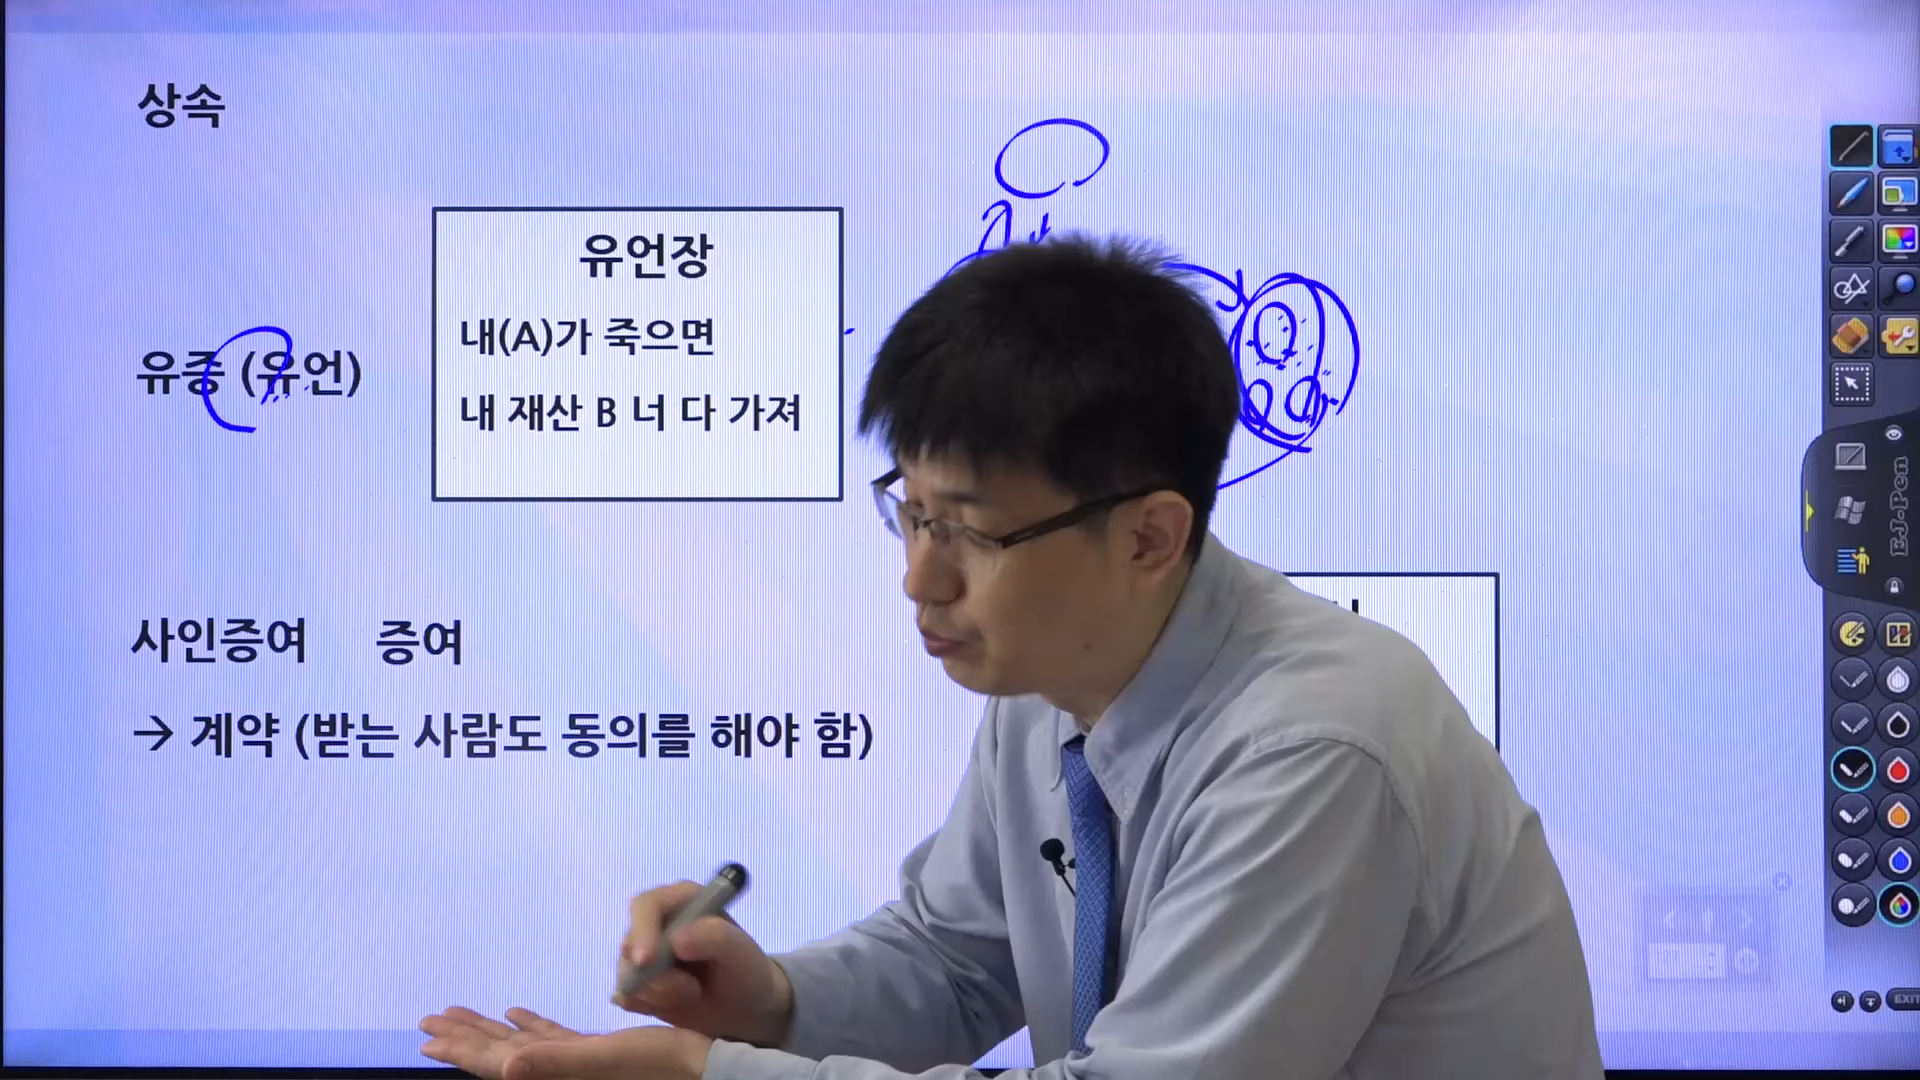 상속
유언장
내(A)가 죽으면
내 재산 B 너 다 가져
유증 (유언)
사인증여 증여
→ 계약 (받는 사람도 동의를 해야 함)
EJ-Pen
EXIT